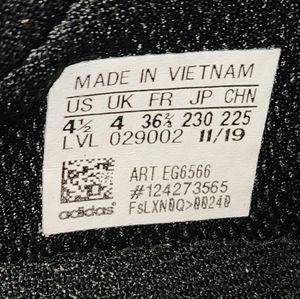 MADE IN VIETNAM
US UK FR JP CHN
4½ 4 36⅔ 230 225
LVL 029002 11/19
ART EG6566
#124273565
adidas FsLXN0Q>00240